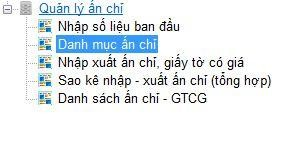 Quản lý ấn chỉ
Nhập số liệu ban đầu
Danh mục ấn chỉ
Nhập xuất ấn chỉ, giấy tờ có giá
Sao kê nhập - xuất ấn chỉ (tổng hợp)
Danh sách ấn chỉ - GTCG